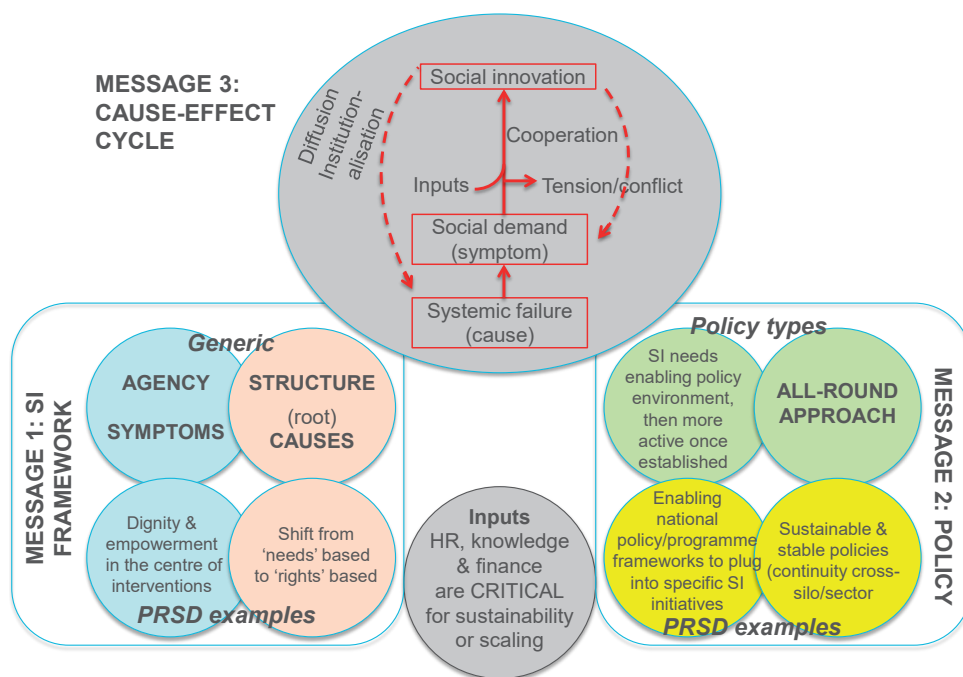 MESSAGE 3:
CAUSE-EFFECT
CYCLE
Diffusion
Institution-
alisation
Social innovation
Cooperation
Inputs
Tension/conflict
Social demand
(symptom)
Systemic failure
(cause)
MESSAGE 1: SI
FRAMEWORK
Generic
AGENCY
SYMPTOMS
STRUCTURE
(root)
CAUSES
Dignity &
empowerment
in the centre of
interventions
Shift from
‘needs’ based
to ‘rights’ based
PRSD examples
Inputs
HR, knowledge
& finance
are CRITICAL
for sustainability
or scaling
Policy types
SI needs
enabling policy
environment,
then more
active once
established
ALL-ROUND
APPROACH
Enabling
national
policy/programme
frameworks to plug
into specific SI
initiatives
Sustainable &
stable policies
(continuity cross-
silo/sector
PRSD examples
MESSAGE 2: POLICY